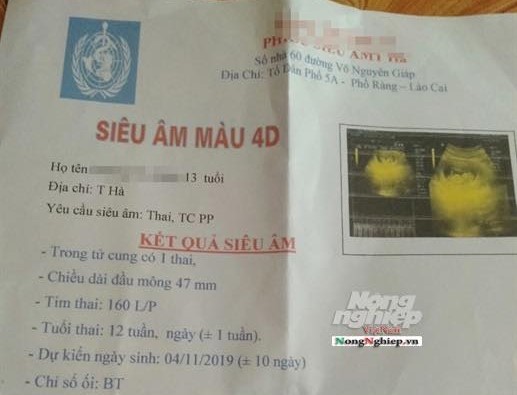 Số nhà 60 đường Võ Nguyên Giáp
Địa Chỉ: Tổ Dân Phố 5A - Phố Ràng – Lào Cai
SIÊU ÂM MÀU 4D
Họ tên 13 tuổi
Địa chỉ: T Hà
Yêu cầu siêu âm: Thai, TC PP
KẾT QUẢ SIÊU ÂM
- Trong tử cung có 1 thai,
- Chiều dài đầu mông 47 mm
- Tim thai: 160 L/P
- Tuổi thai: 12 tuần, ngày (± 1 tuần).
- Dự kiến ngày sinh: 04/11/2019 (± 10 ngày)
- Chỉ số ối: BT
Nông nghiệp
Việt Nam
NongNghiep.vn